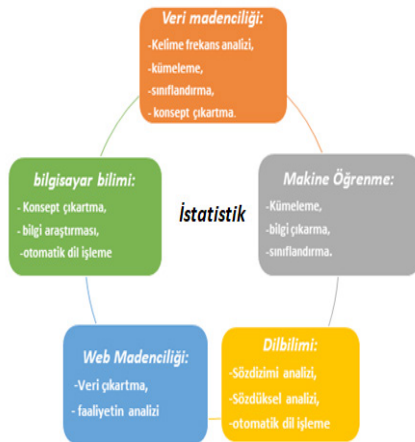 Veri madenciliği:
-Kelime frekans analizi,
-kümeleme,
-sınıflandırma,
- konsept çıkartma.
bilgisayar bilimi:
- Konsept çıkartma,
- bilgi araştırması,
-otomatik dil işleme
İstatistik
Makine Öğrenme:
-Kümeleme,
-bilgi çıkarma,
-sınıflandırma.
Web Madenciliği:
-Veri çıkartma,
- faaliyetin analizi
Dilbilimi:
-Sözdizimi analizi,
-Sözdüksel analizi,
-otomatik dil işleme